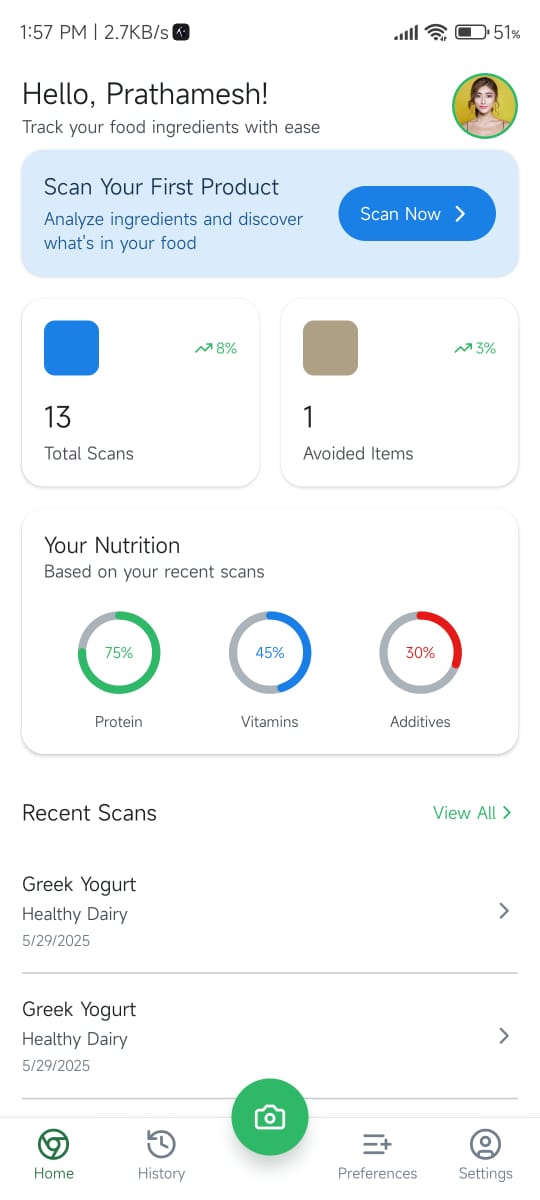 1:57 PM | 2.7KB/s
51%
Hello, Prathamesh!
Track your food ingredients with ease
Scan Your First Product
Analyze ingredients and discover
what's in your food
Scan Now
8%
13
Total Scans
3%
1
Avoided Items
Your Nutrition
Based on your recent scans
75%
45%
30%
Protein
Vitamins
Additives
Recent Scans
View All
Greek Yogurt
Healthy Dairy
5/29/2025
Greek Yogurt
Healthy Dairy
5/29/2025
Home
History
Preferences
Settings